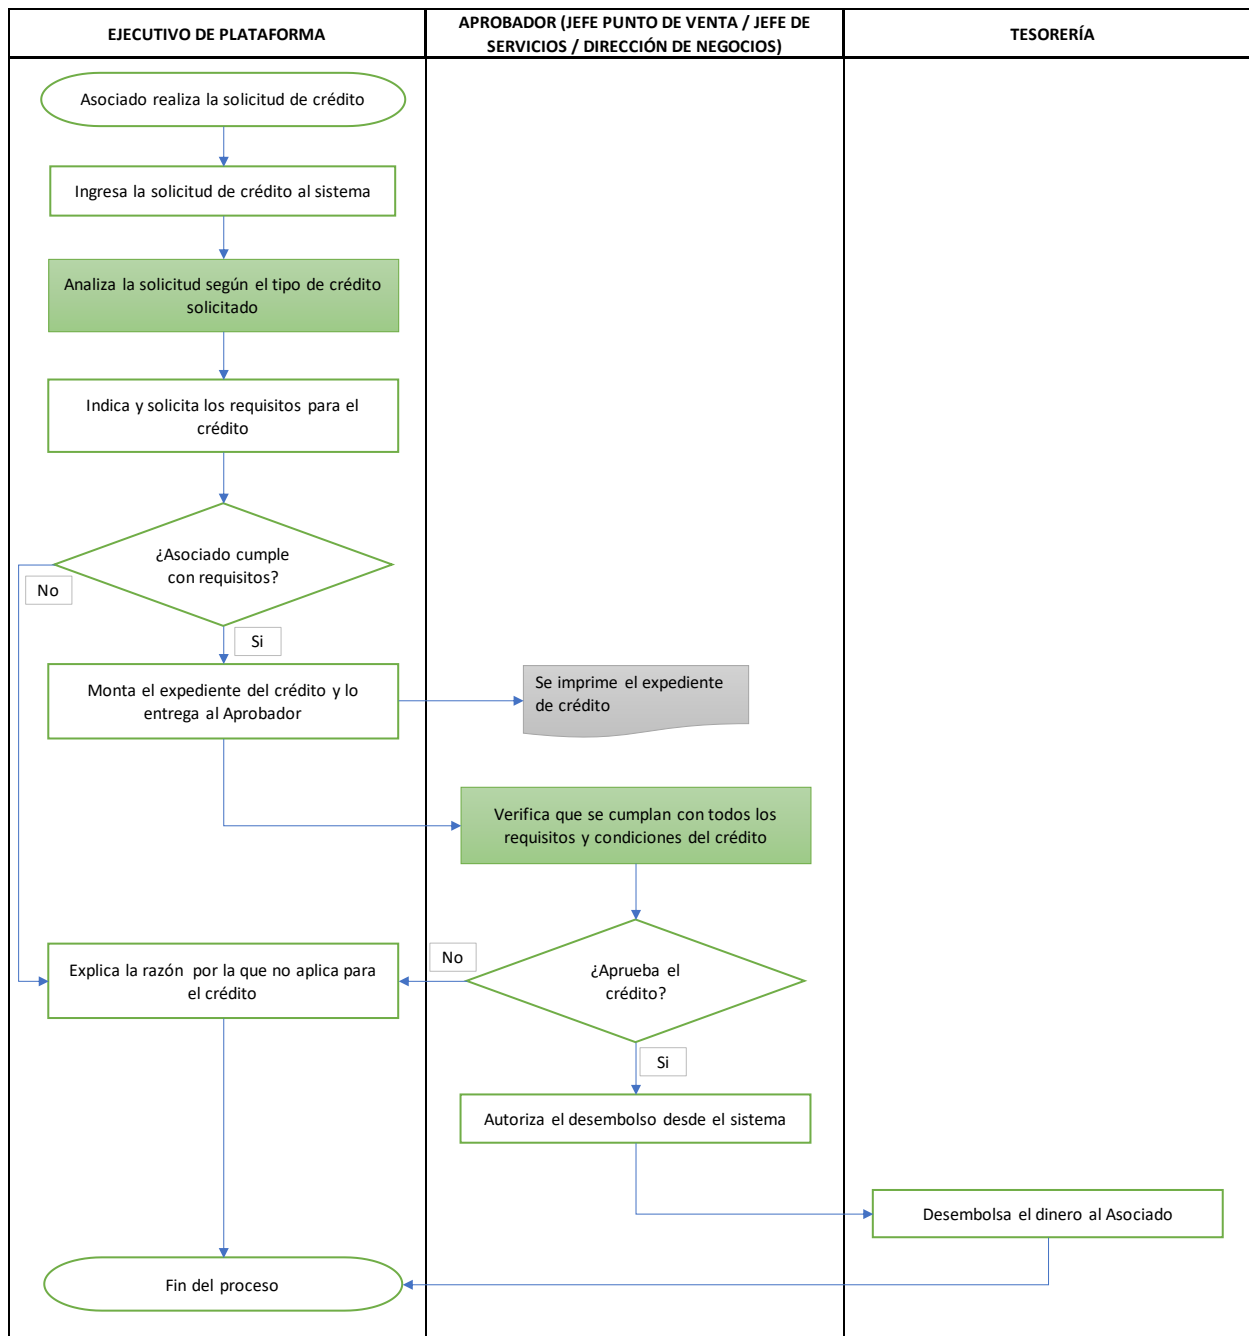 EJECUTIVO DE PLATAFORMA
APROBADOR (JEFE PUNTO DE VENTA / JEFE DE
SERVICIOS / DIRECCIÓN DE NEGOCIOS)
TESORERÍA
Asociado realiza la solicitud de crédito
Ingresa la solicitud de crédito al sistema
Analiza la solicitud según el tipo de crédito
solicitado
Indica y solicita los requisitos para el
crédito
¿Asociado cumple
con requisitos?
No
Si
Monta el expediente del crédito y lo
entrega al Aprobador
Se imprime el expediente
de crédito
Verifica que se cumplan con todos los
requisitos y condiciones del crédito
¿Aprueba el
crédito?
No
Explica la razón por la que no aplica para
el crédito
Si
Autoriza el desembolso desde el sistema
Desembolsa el dinero al Asociado
Fin del proceso